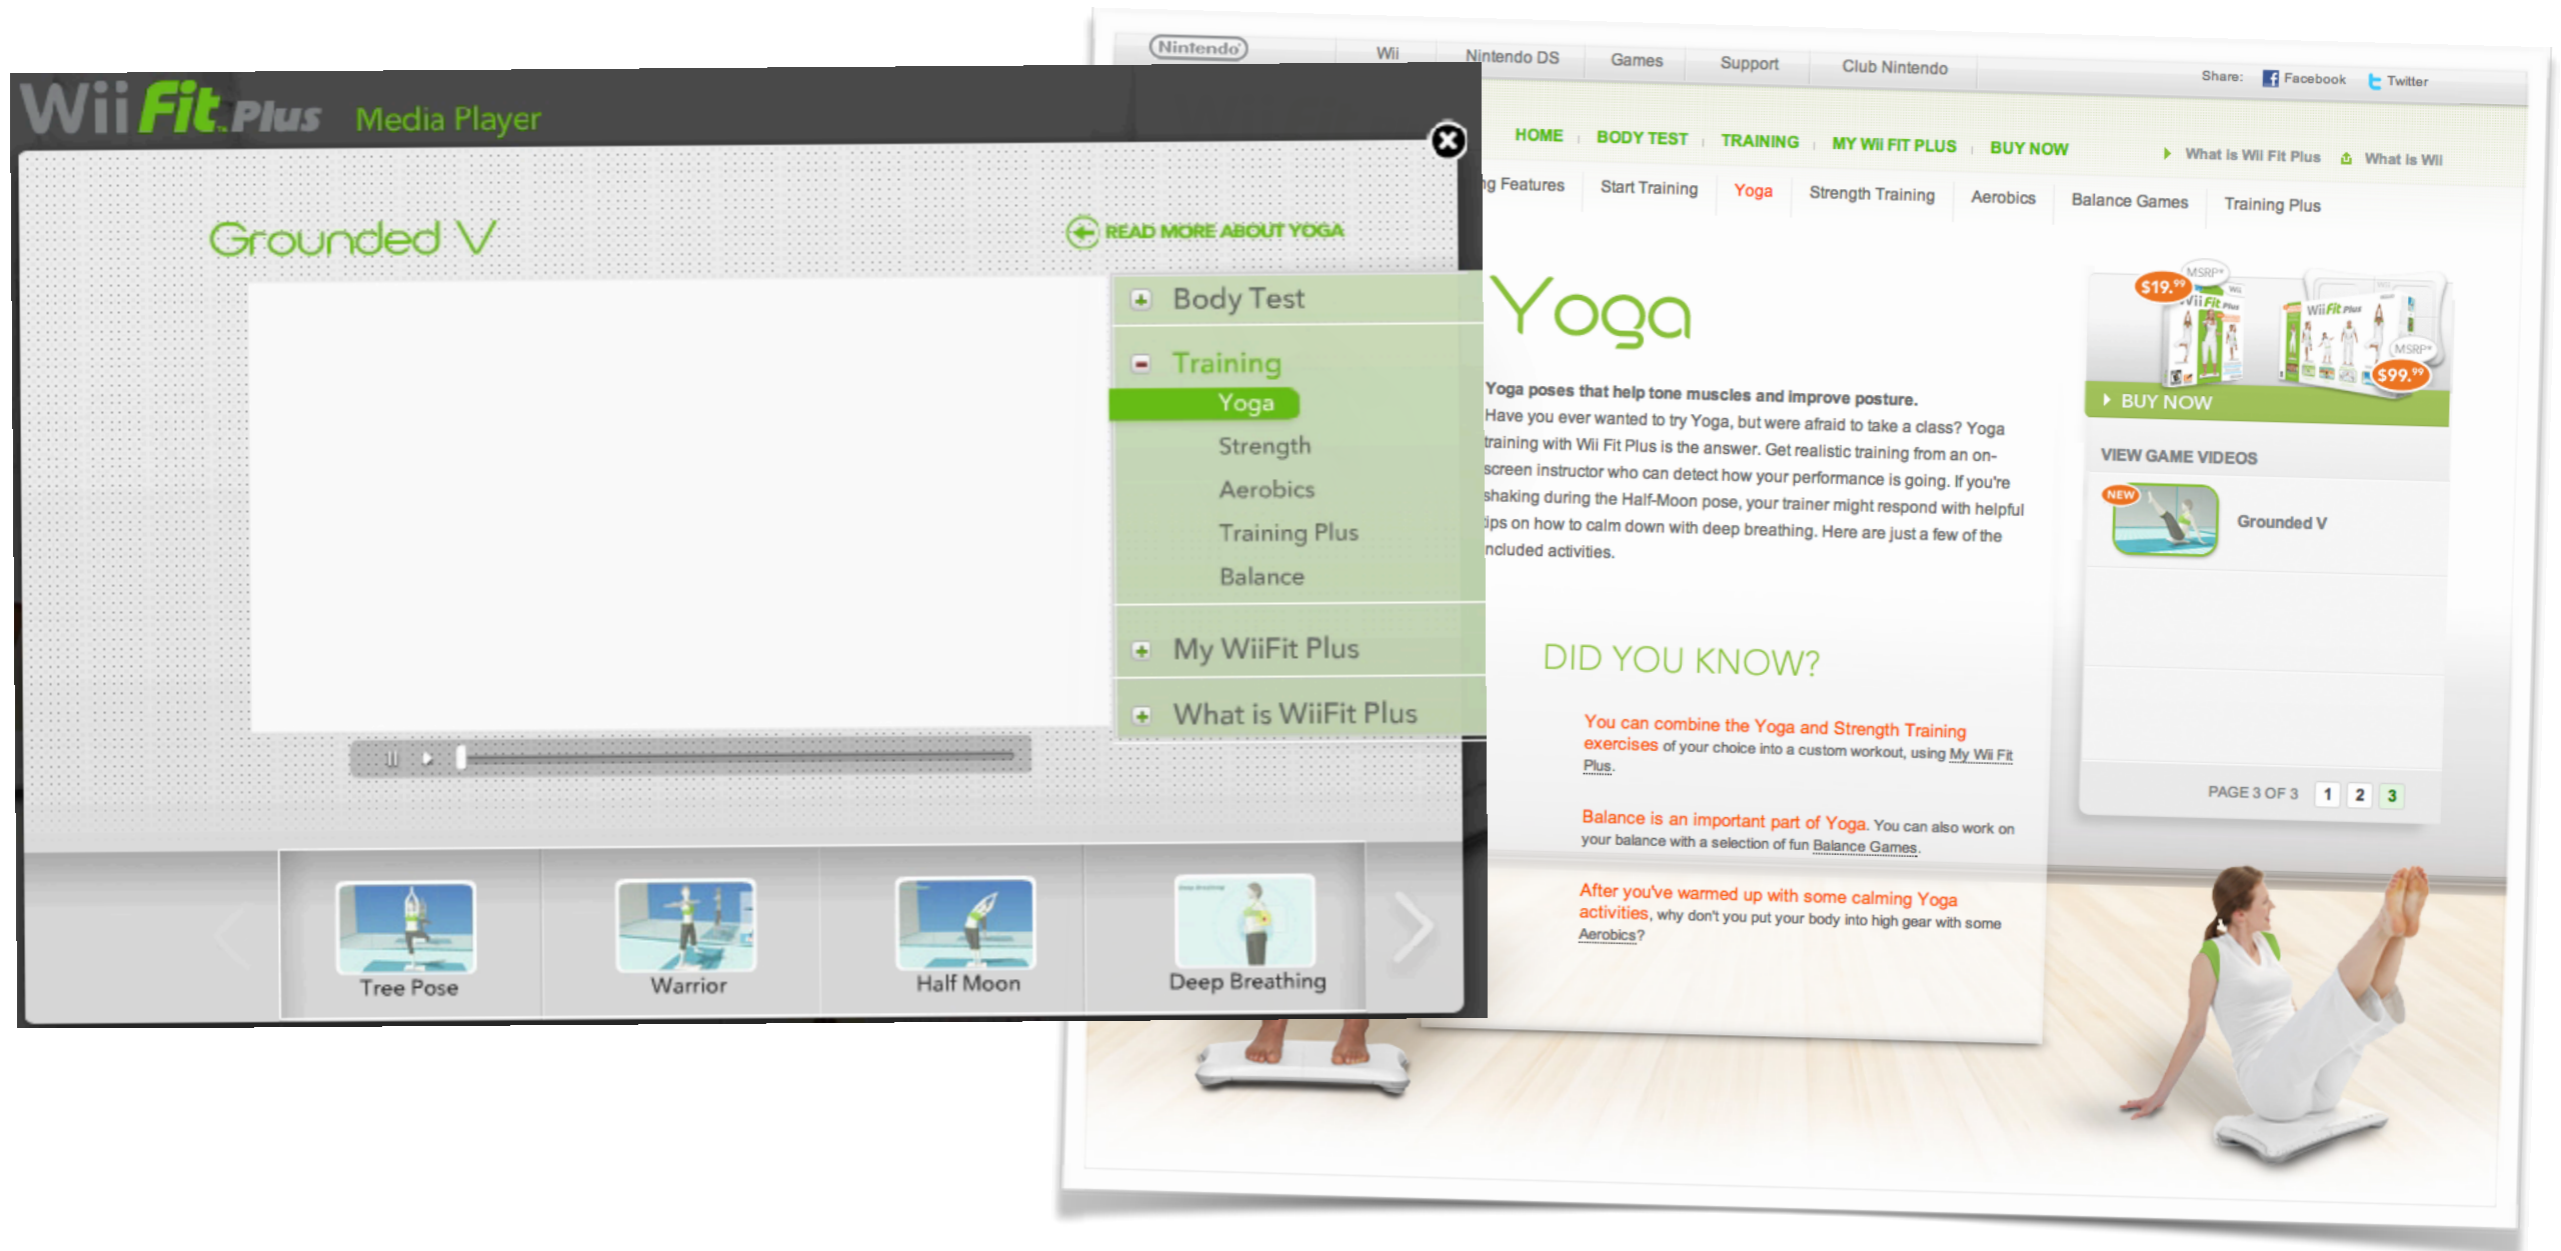 Wii Fit Plus Media Player
Grounded V
READ MORE ABOUT YOGA
Body Test
Training
Yoga
Strength
Aerobics
Training Plus
Balance
My WiiFit Plus
What is WiiFit Plus
Tree Pose
Warrior
Half Moon
Deep Breathing
Deep Breathing
Nintendo
Wii
Nintendo DS
Games
Support
Club Nintendo
Share:
Facebook
Twitter
HOME
BODY TEST
TRAINING
MY Wii FIT PLUS
BUY NOW
What is Wii Fit Plus
What is Wii
ng Features
Start Training
Yoga
Strength Training
Aerobics
Balance Games
Training Plus
Yoga
Yoga poses that help tone muscles and improve posture.
Have you ever wanted to try Yoga, but were afraid to take a class? Yoga
training with Wii Fit Plus is the answer. Get realistic training from an on-
screen instructor who can detect how your performance is going. If you're
shaking during the Half-Moon pose, your trainer might respond with helpful
tips on how to calm down with deep breathing. Here are just a few of the
ncluded activities.
DID YOU KNOW?
You can combine the Yoga and Strength Training
exercises of your choice into a custom workout, using My Wii Fit
Plus.
Balance is an important part of Yoga. You can also work on
your balance with a selection of fun Balance Games.
After you've warmed up with some calming Yoga
activities, why don't you put your body into high gear with some
Aerobics?
MSRP*
$19.99
Wii
Wii Fit Plus
Wii Fit Plus
MSRP*
$99.99
BUY NOW
VIEW GAME VIDEOS
NEW
Grounded V
PAGE 3 OF 3
1
2
3